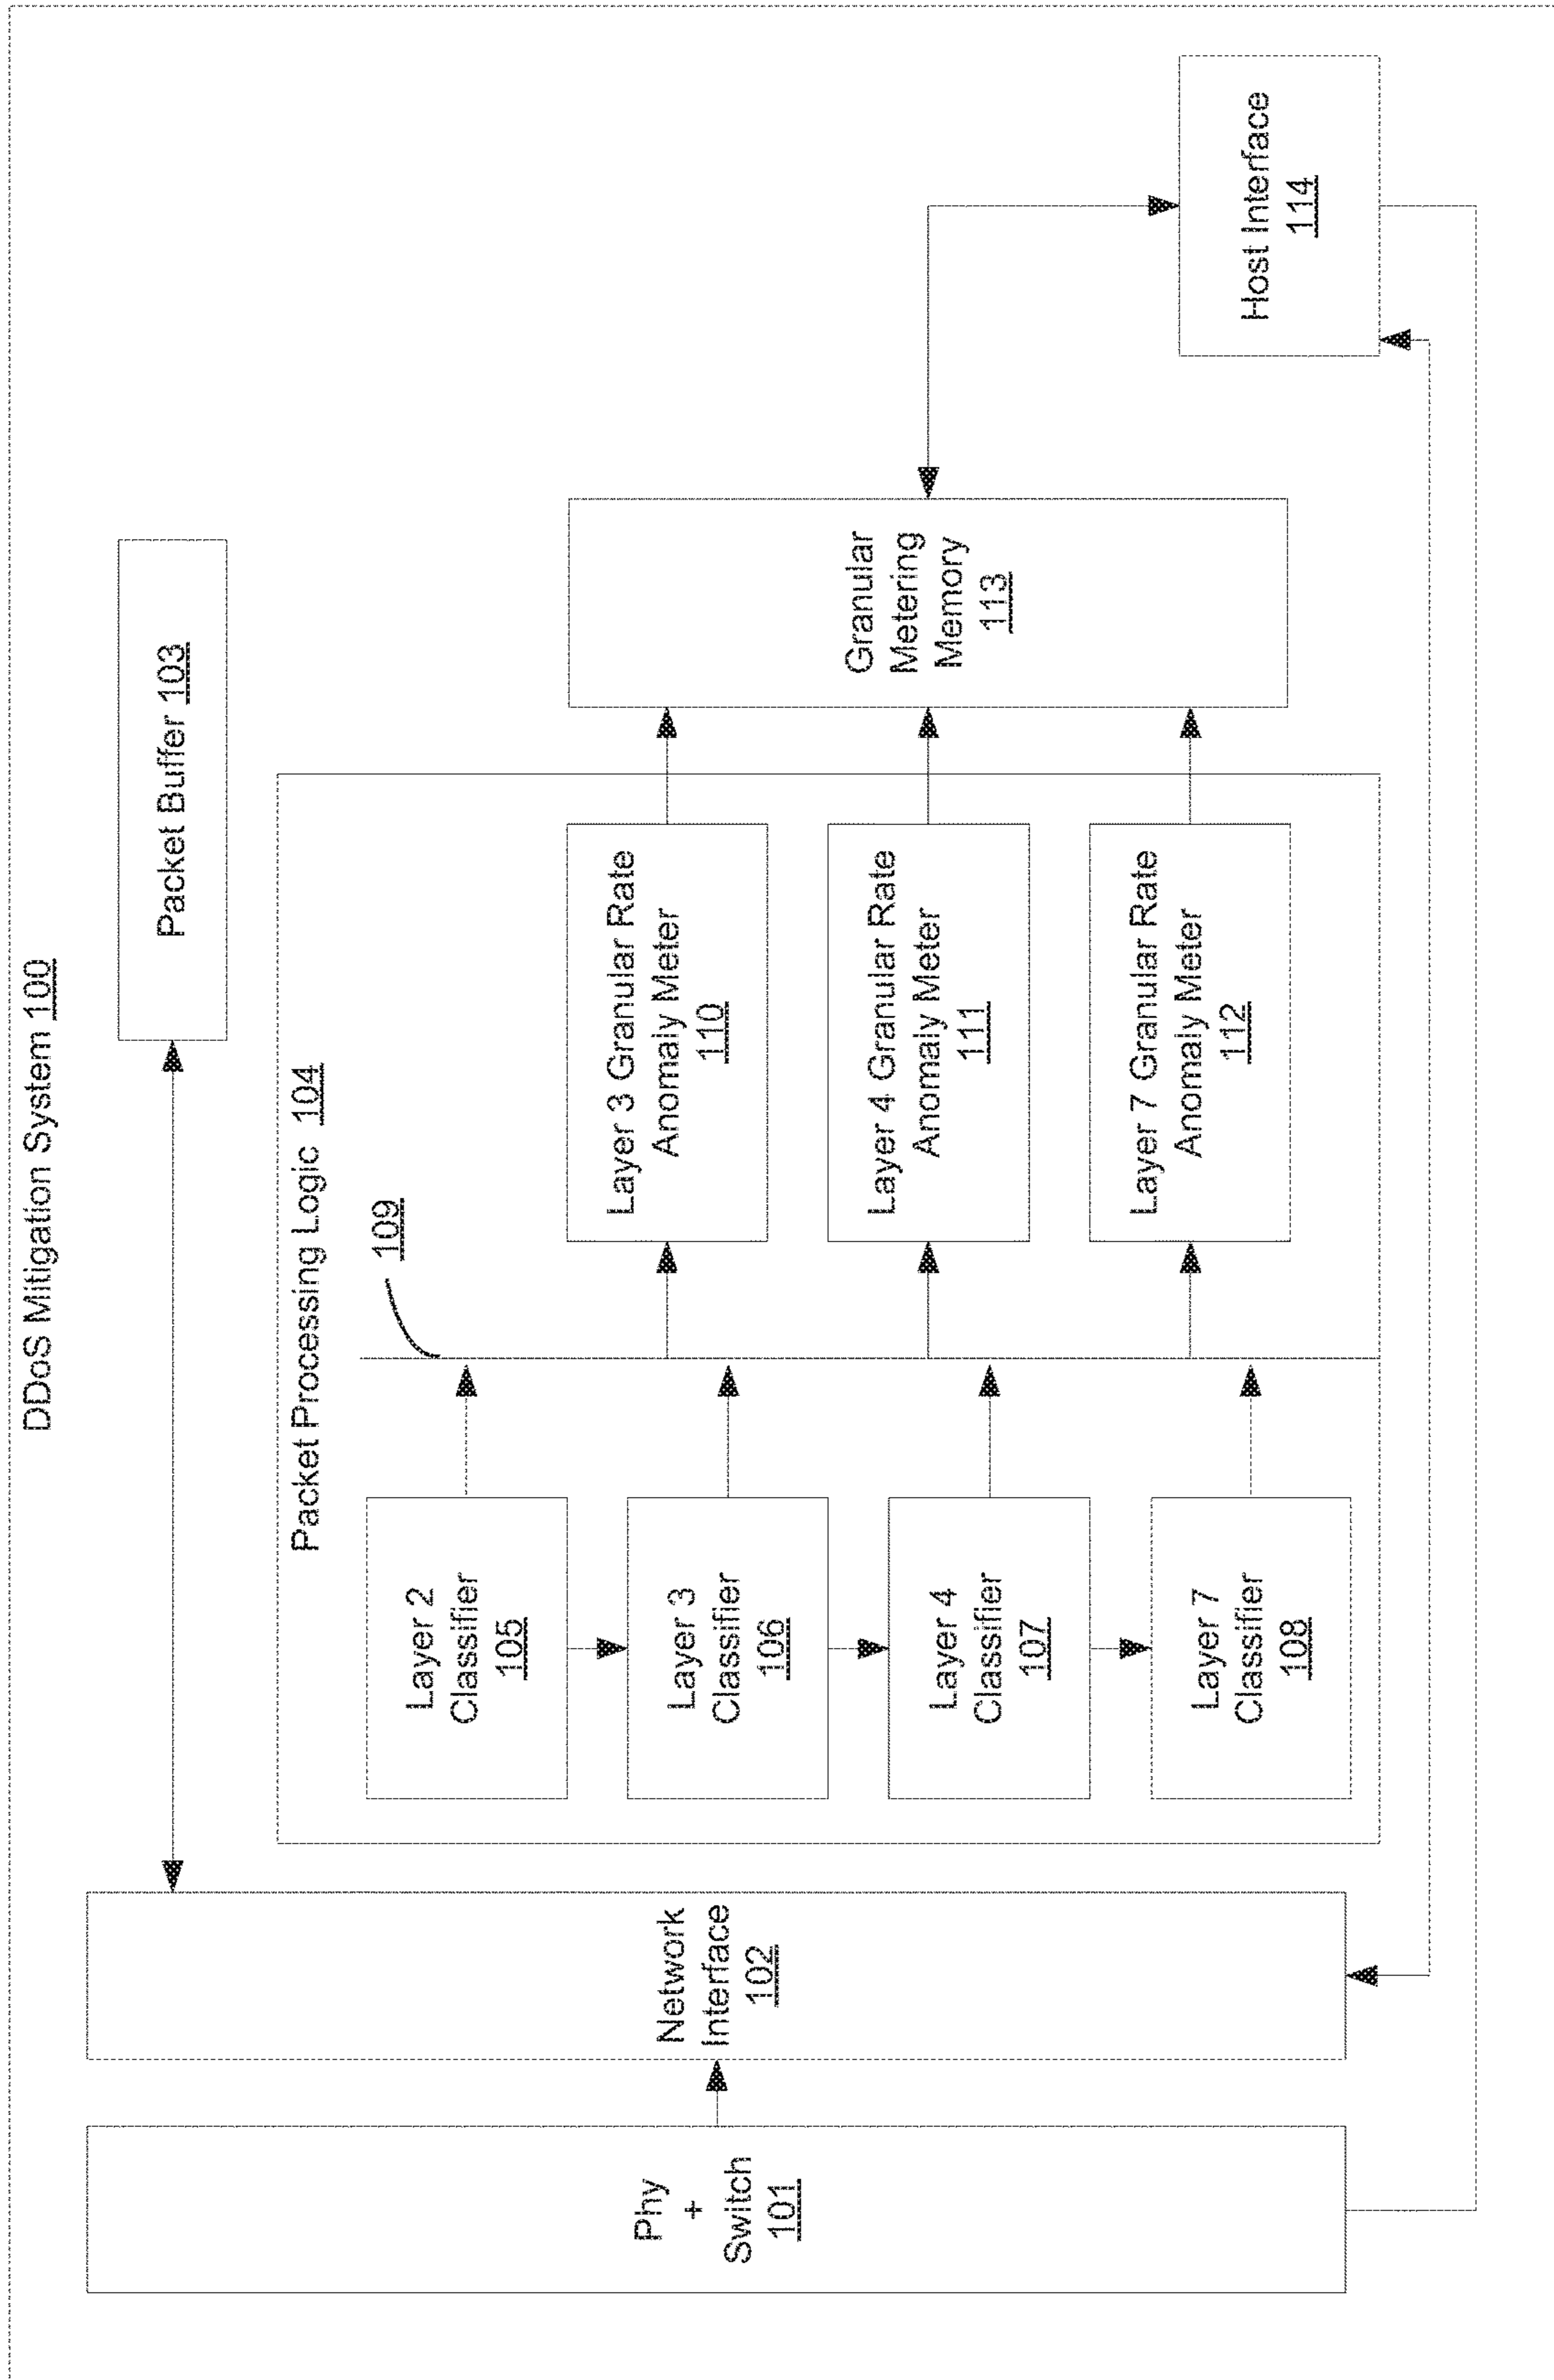 DDoS Mitigation System 100
Packet Buffer 103
Packet Processing Logic 104
109
Phy
+
Switch
101
Network
Interface
102
Layer 2
Classifier
105
Layer 3
Classifier
106
Layer 4
Classifier
107
Layer 7
Classifier
108
Layer 3 Granular Rate
Anomaly Meter
110
Layer 4 Granular Rate
Anomaly Meter
111
Layer 7 Granular Rate
Anomaly Meter
112
Granular
Metering
Memory
113
Host Interface
114